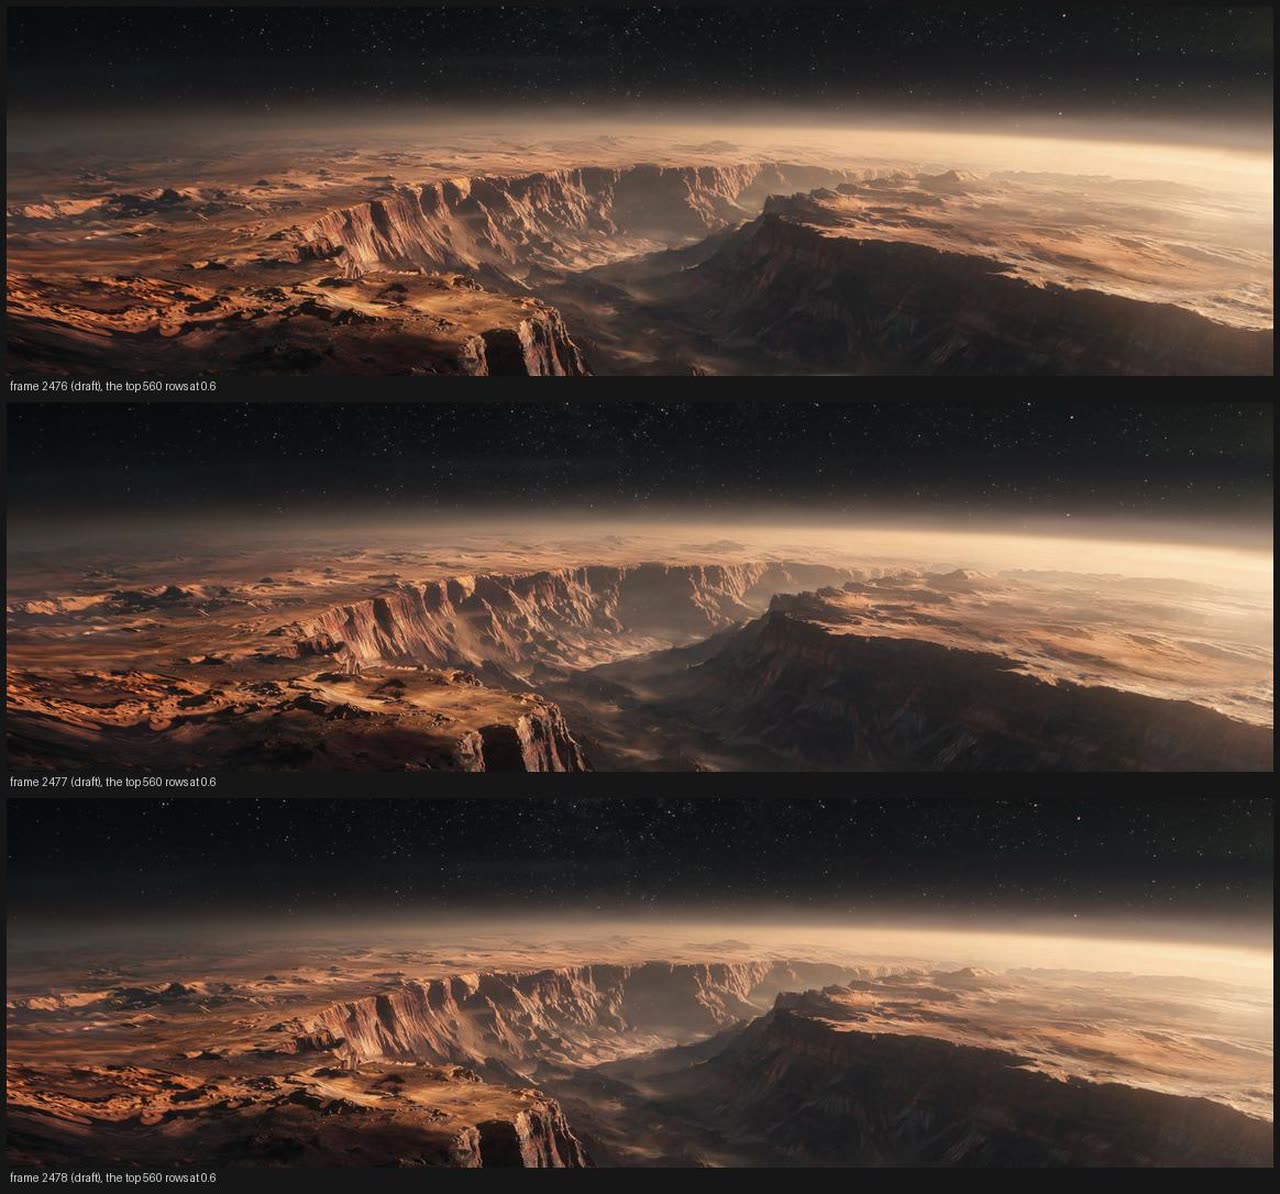 frame 2476 (draft), the top 560 rows at 0.6
frame 2477 (draft), the top 560 rows at 0.6
frame 2478 (draft), the top 560 rows at 0.6